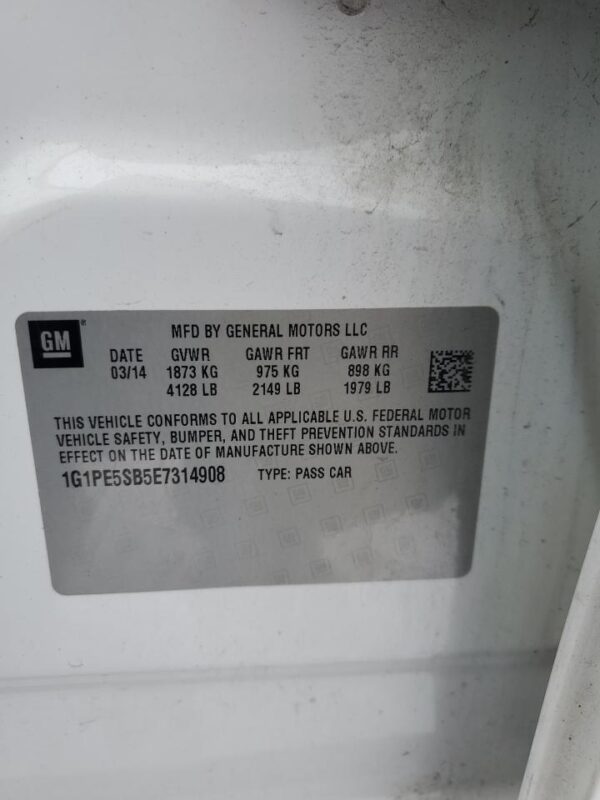 GM®
MFD BY GENERAL MOTORS LLC
DATE GVWR GAWR FRT GAWR RR
03/14 1873 KG 975 KG 898 KG
4128 LB 2149 LB 1979 LB
THIS VEHICLE CONFORMS TO ALL APPLICABLE U.S. FEDERAL MOTOR
VEHICLE SAFETY, BUMPER, AND THEFT PREVENTION STANDARDS IN
EFFECT ON THE DATE OF MANUFACTURE SHOWN ABOVE.
1G1PE5SB5E7314908 TYPE: PASS CAR